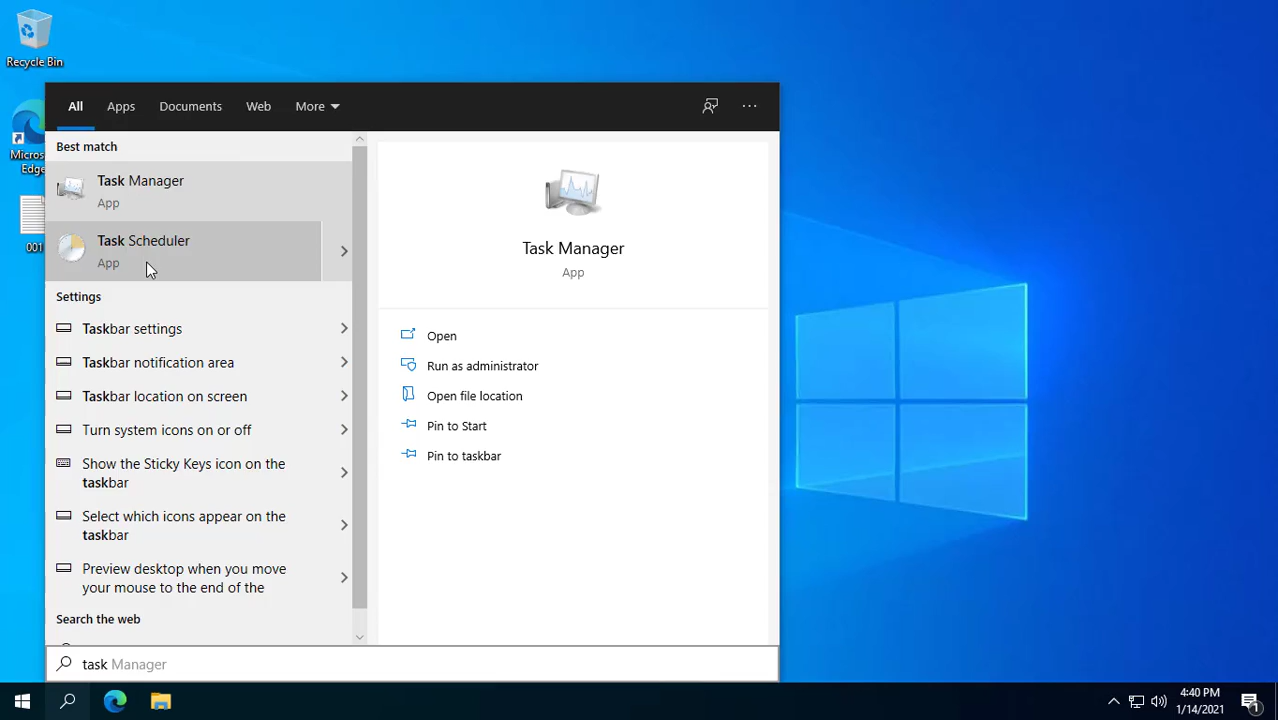 Recycle Bin
Micros
Edge
001
All Apps Documents Web More
Best match
Task Manager
App
Task Scheduler
App
Settings
Taskbar settings
Taskbar notification area
Taskbar location on screen
Turn system icons on or off
Show the Sticky Keys icon on the
taskbar
Select which icons appear on the
taskbar
Preview desktop when you move
your mouse to the end of the
Search the web
Task Manager
App
Open
Run as administrator
Open file location
Pin to Start
Pin to taskbar
task Manager
4:40 PM
1/14/2021
1